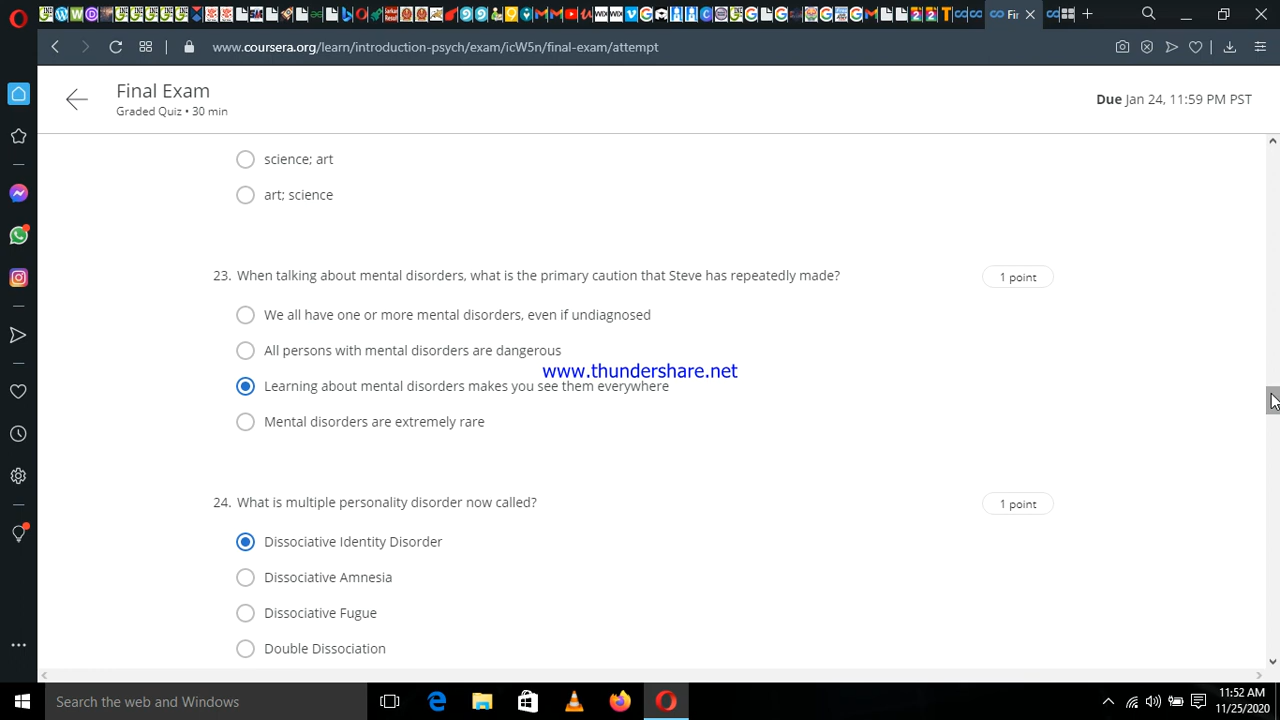 www.coursera.org/learn/introduction-psych/exam/icW5n/final-exam/attempt
Final Exam
Graded Quiz • 30 min
Due Jan 24, 11:59 PM PST
science; art
art; science
23. When talking about mental disorders, what is the primary caution that Steve has repeatedly made?
1 point
We all have one or more mental disorders, even if undiagnosed
All persons with mental disorders are dangerous
www.thundershare.net
Learning about mental disorders makes you see them everywhere
Mental disorders are extremely rare
24. What is multiple personality disorder now called?
1 point
Dissociative Identity Disorder
Dissociative Amnesia
Dissociative Fugue
Double Dissociation
Search the web and Windows
11:52 AM
11/25/2020